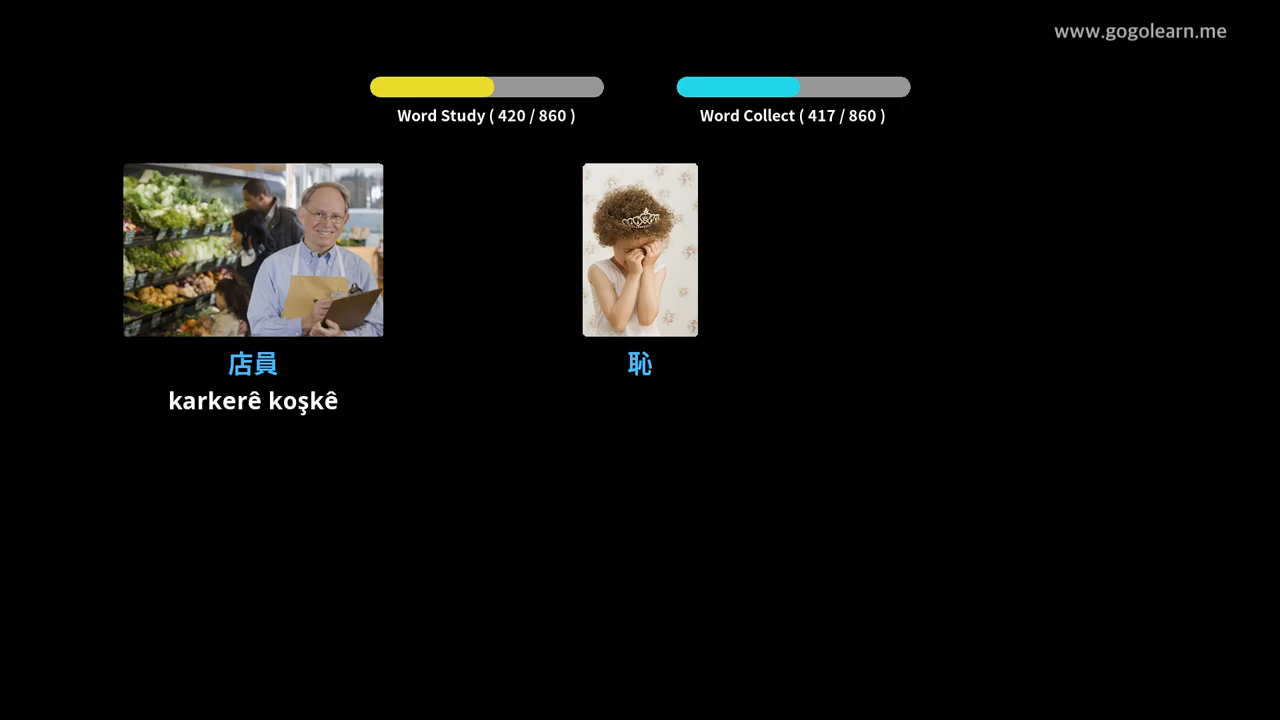 www.gogolearn.me
Word Study ( 420 / 860 )
Word Collect ( 417 / 860 )
店員
karkerê koşkê
恥